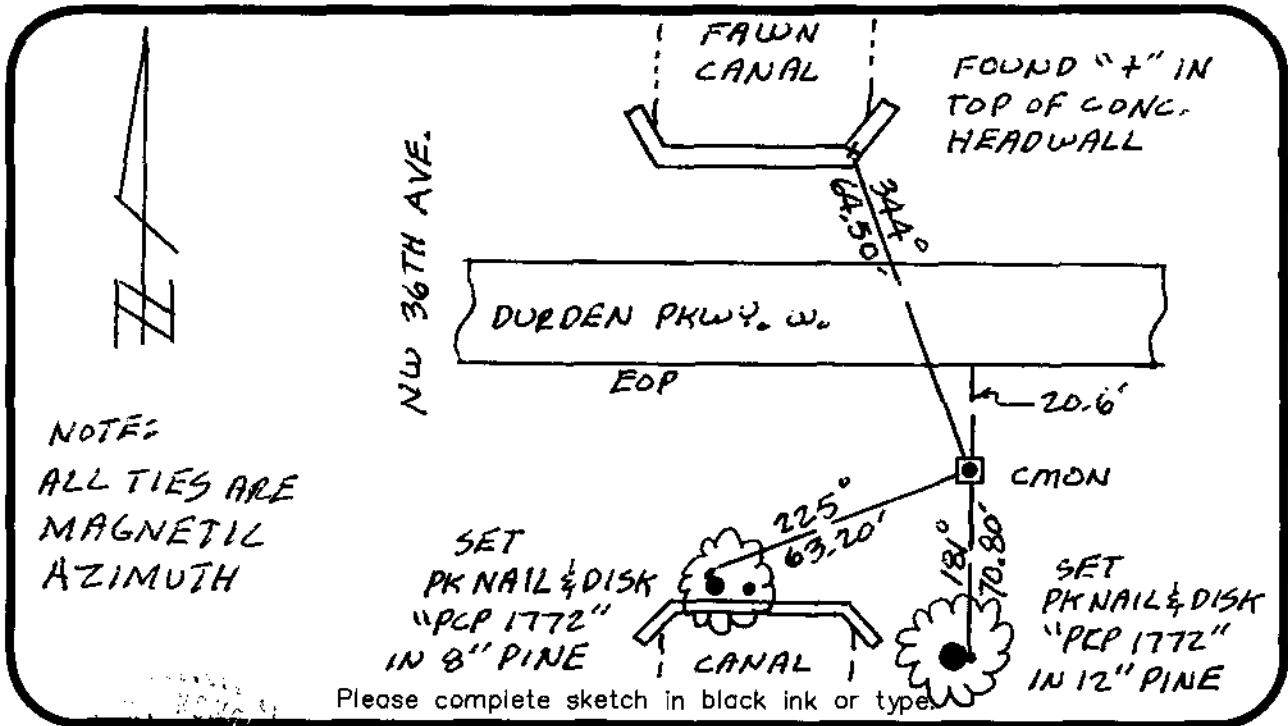 FAWN
CANAL
FOUND "+" IN
TOP OF CONC.
HEADWALL
NW 36TH AVE.
344°
64.50'
DURDEN PKWY. W.
EOP
20.6'
N
NOTE:
ALL TIES ARE
MAGNETIC
AZIMUTH
CMON
225°
63.20'
181°
70.80'
SET
PK NAIL & DISK
"PCP 1772"
IN 8" PINE
CANAL
SET
PK NAIL & DISK
"PCP 1772"
IN 12" PINE
Please complete sketch in black ink or type.